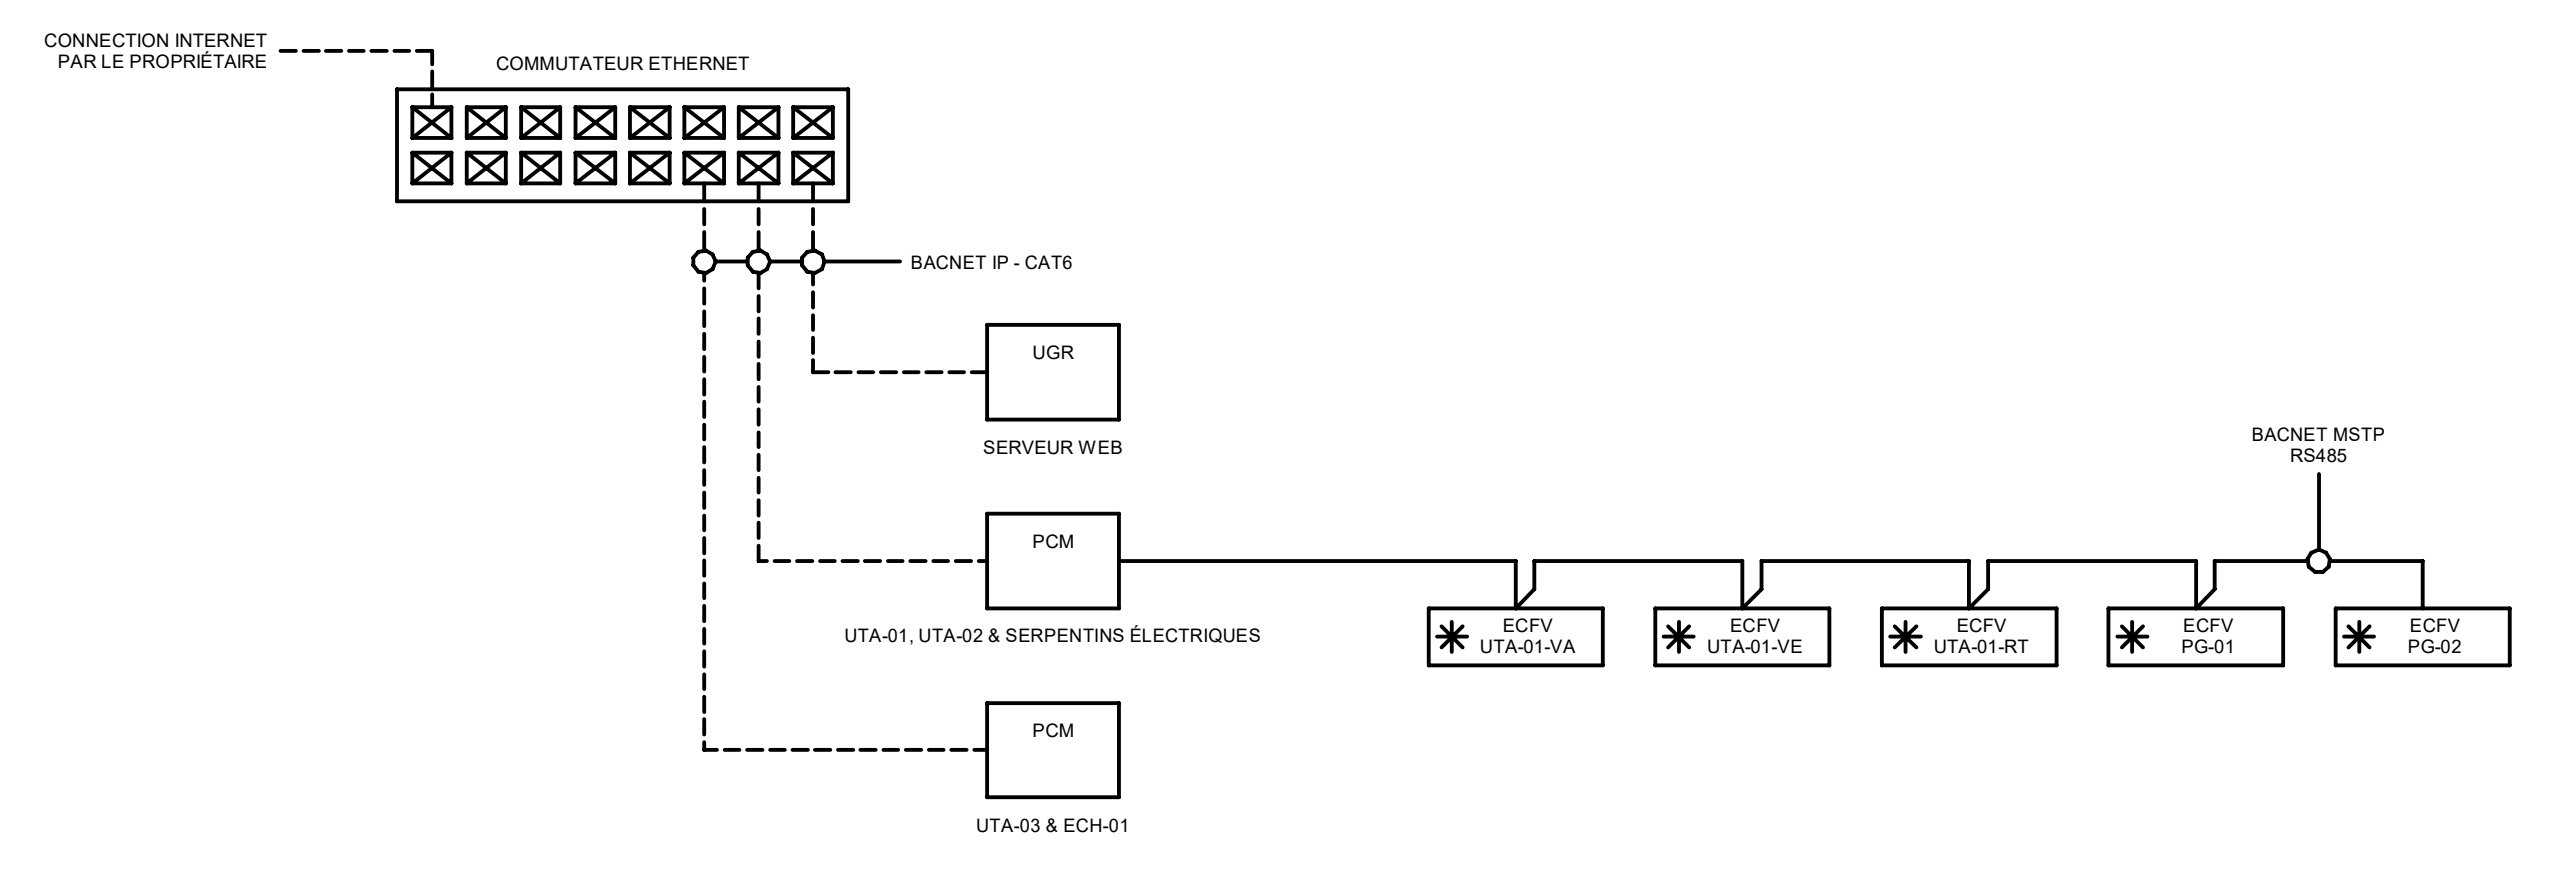 CONNECTION INTERNET
PAR LE PROPRIÉTAIRE
COMMUTATEUR ETHERNET
BACNET IP - CAT6
UGR
SERVEUR WEB
BACNET MSTP
RS485
PCM
UTA-01, UTA-02 & SERPENTINS ÉLECTRIQUES
ECFV
UTA-01-VA
ECFV
UTA-01-VE
ECFV
UTA-01-RT
ECFV
PG-01
ECFV
PG-02
PCM
UTA-03 & ECH-01